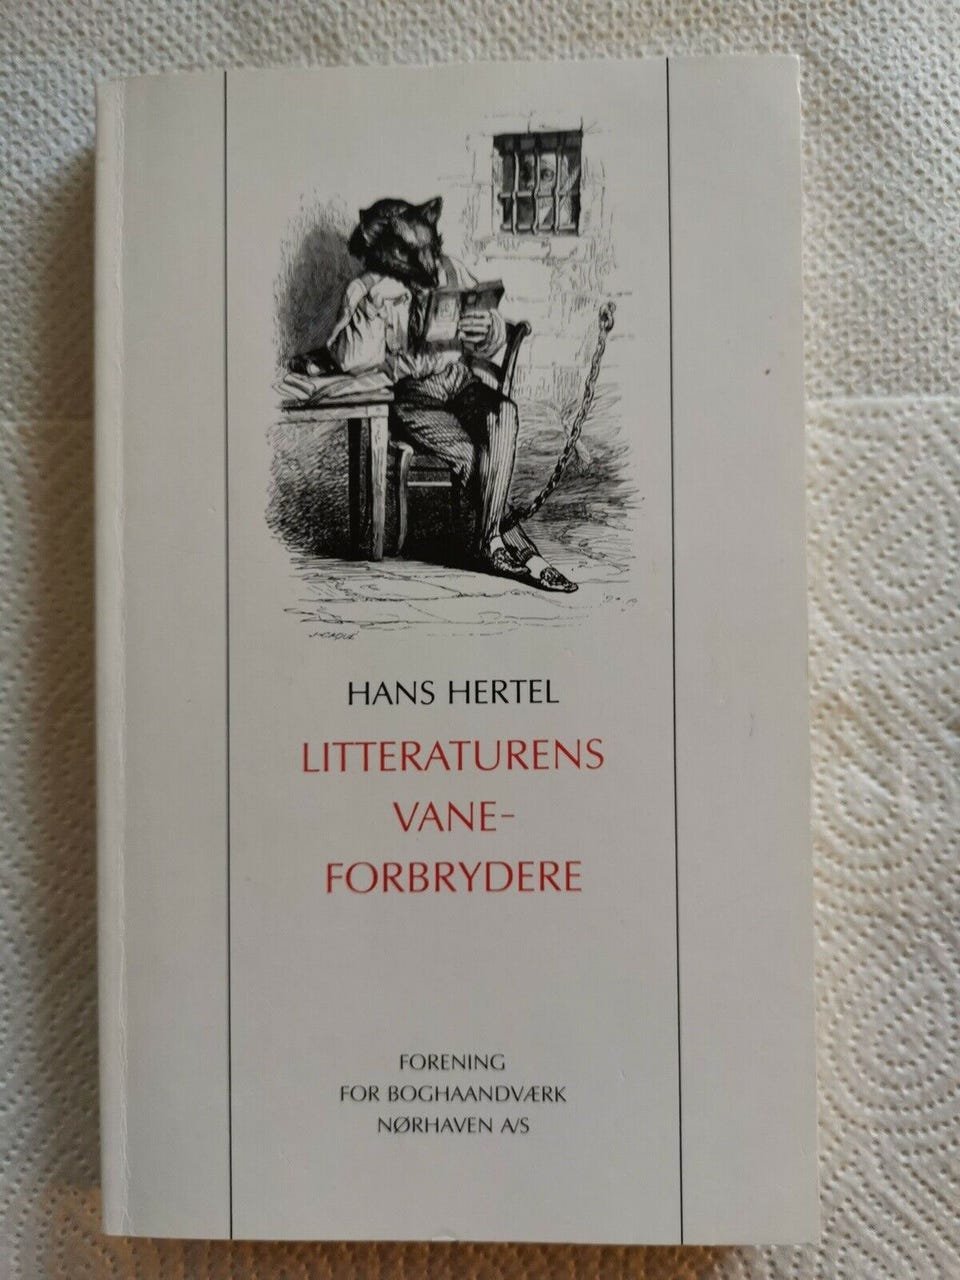 HANS HERTEL
LITTERATURENS
VANE-
FORBRYDERE
FORENING
FOR BOGHAANDVÆRK
NØRHAVEN A/S